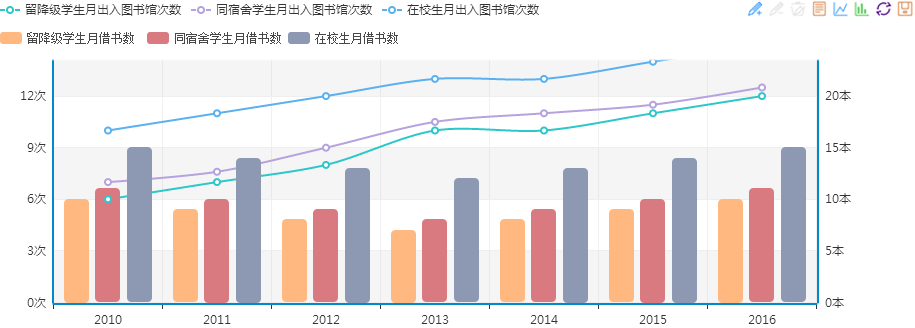 留降级学生月出入图书馆次数 同宿舍学生月出入图书馆次数 在校生月出入图书馆次数
留降级学生月借书数 同宿舍学生月借书数 在校生月借书数
12次 20本
9次 15本
6次 10本
3次 5本
0次 0本
2010 2011 2012 2013 2014 2015 2016